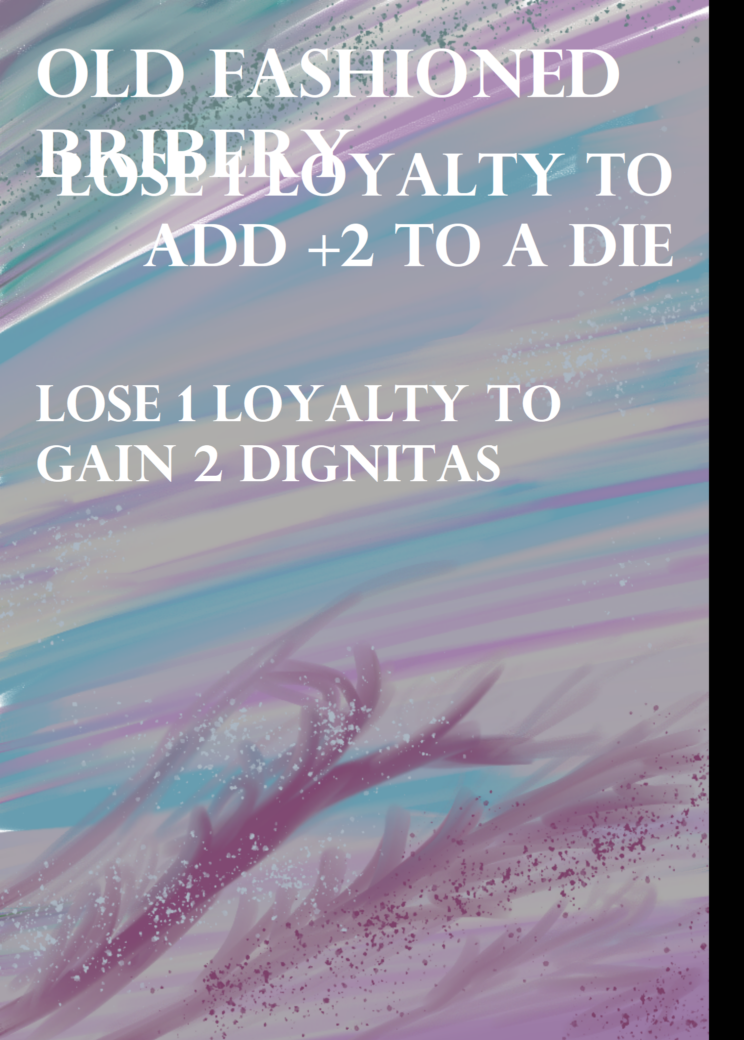 OLD FASHIONED
BRIBERY
LOSE 1 LOYALTY TO
ADD +2 TO A DIE
LOSE 1 LOYALTY TO
GAIN 2 DIGNITAS